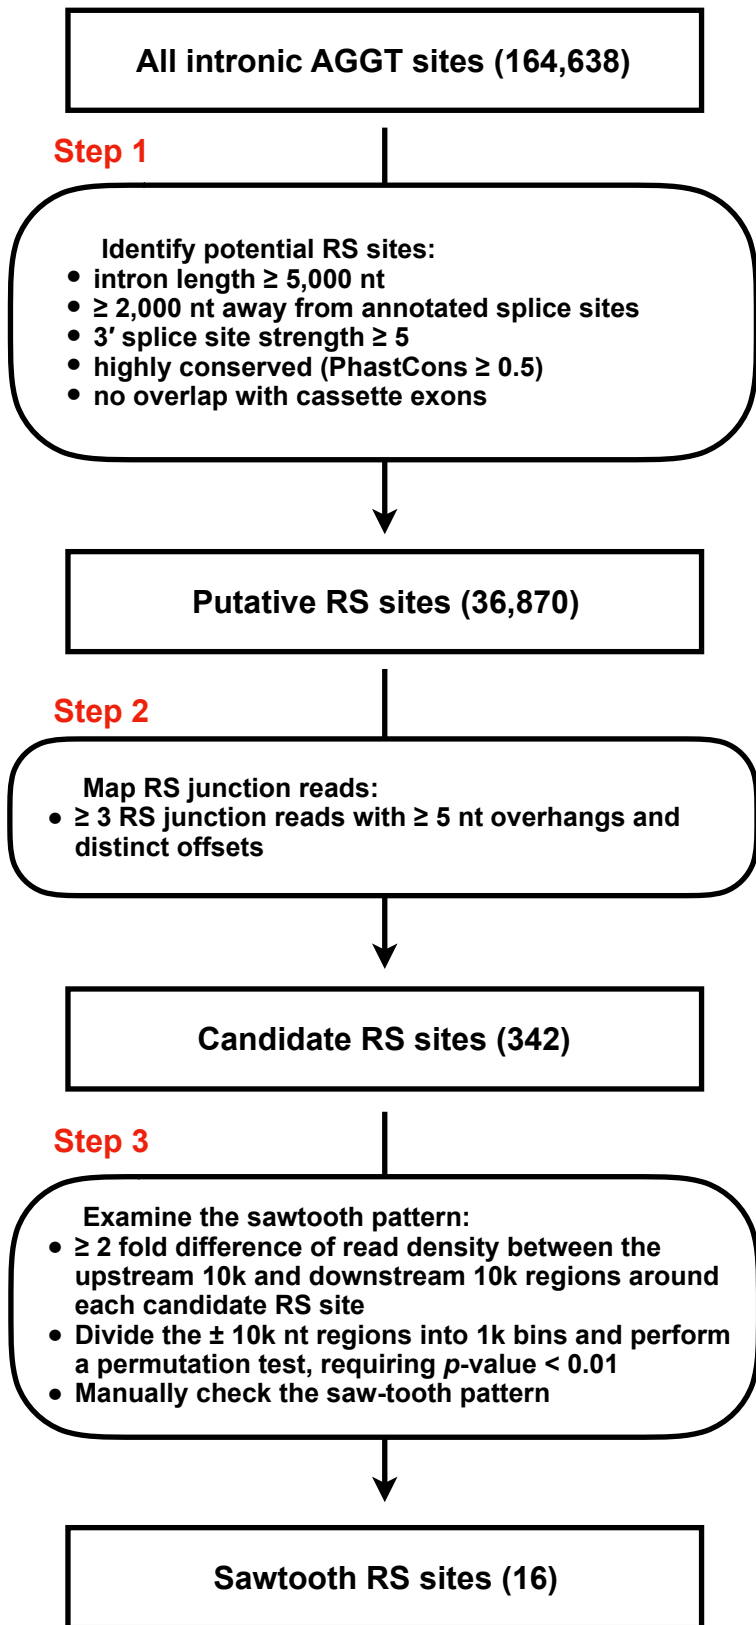 All intronic AGGT sites (164,638)
Step 1
Identify potential RS sites:
• intron length ≥ 5,000 nt
• ≥ 2,000 nt away from annotated splice sites
• 3′ splice site strength ≥ 5
• highly conserved (PhastCons ≥ 0.5)
• no overlap with cassette exons
Putative RS sites (36,870)
Step 2
Map RS junction reads:
• ≥ 3 RS junction reads with ≥ 5 nt overhangs and
distinct offsets
Candidate RS sites (342)
Step 3
Examine the sawtooth pattern:
• ≥ 2 fold difference of read density between the
upstream 10k and downstream 10k regions around
each candidate RS site
• Divide the ± 10k nt regions into 1k bins and perform
a permutation test, requiring p-value < 0.01
• Manually check the saw-tooth pattern
Sawtooth RS sites (16)